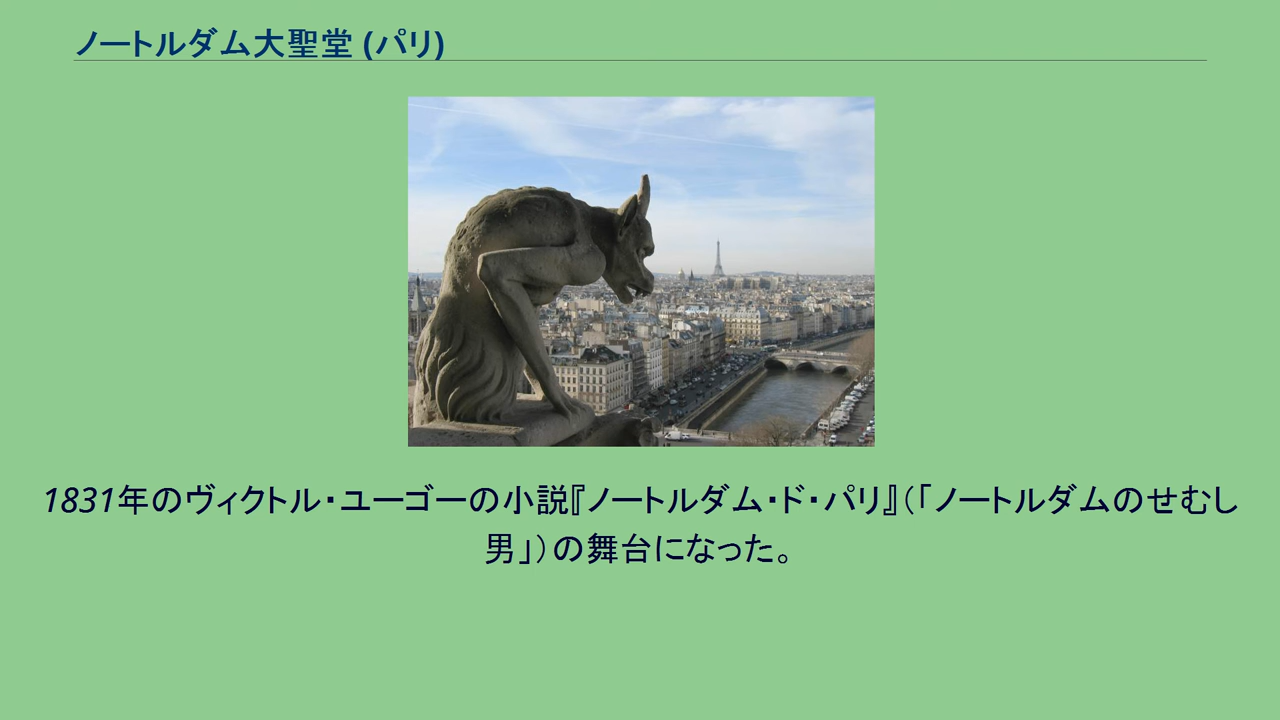 ノートルダム大聖堂 (パリ)
1831年のヴィクトル・ユーゴーの小説『ノートルダム・ド・パリ』（「ノートルダムのせむし
男」）の舞台になった。